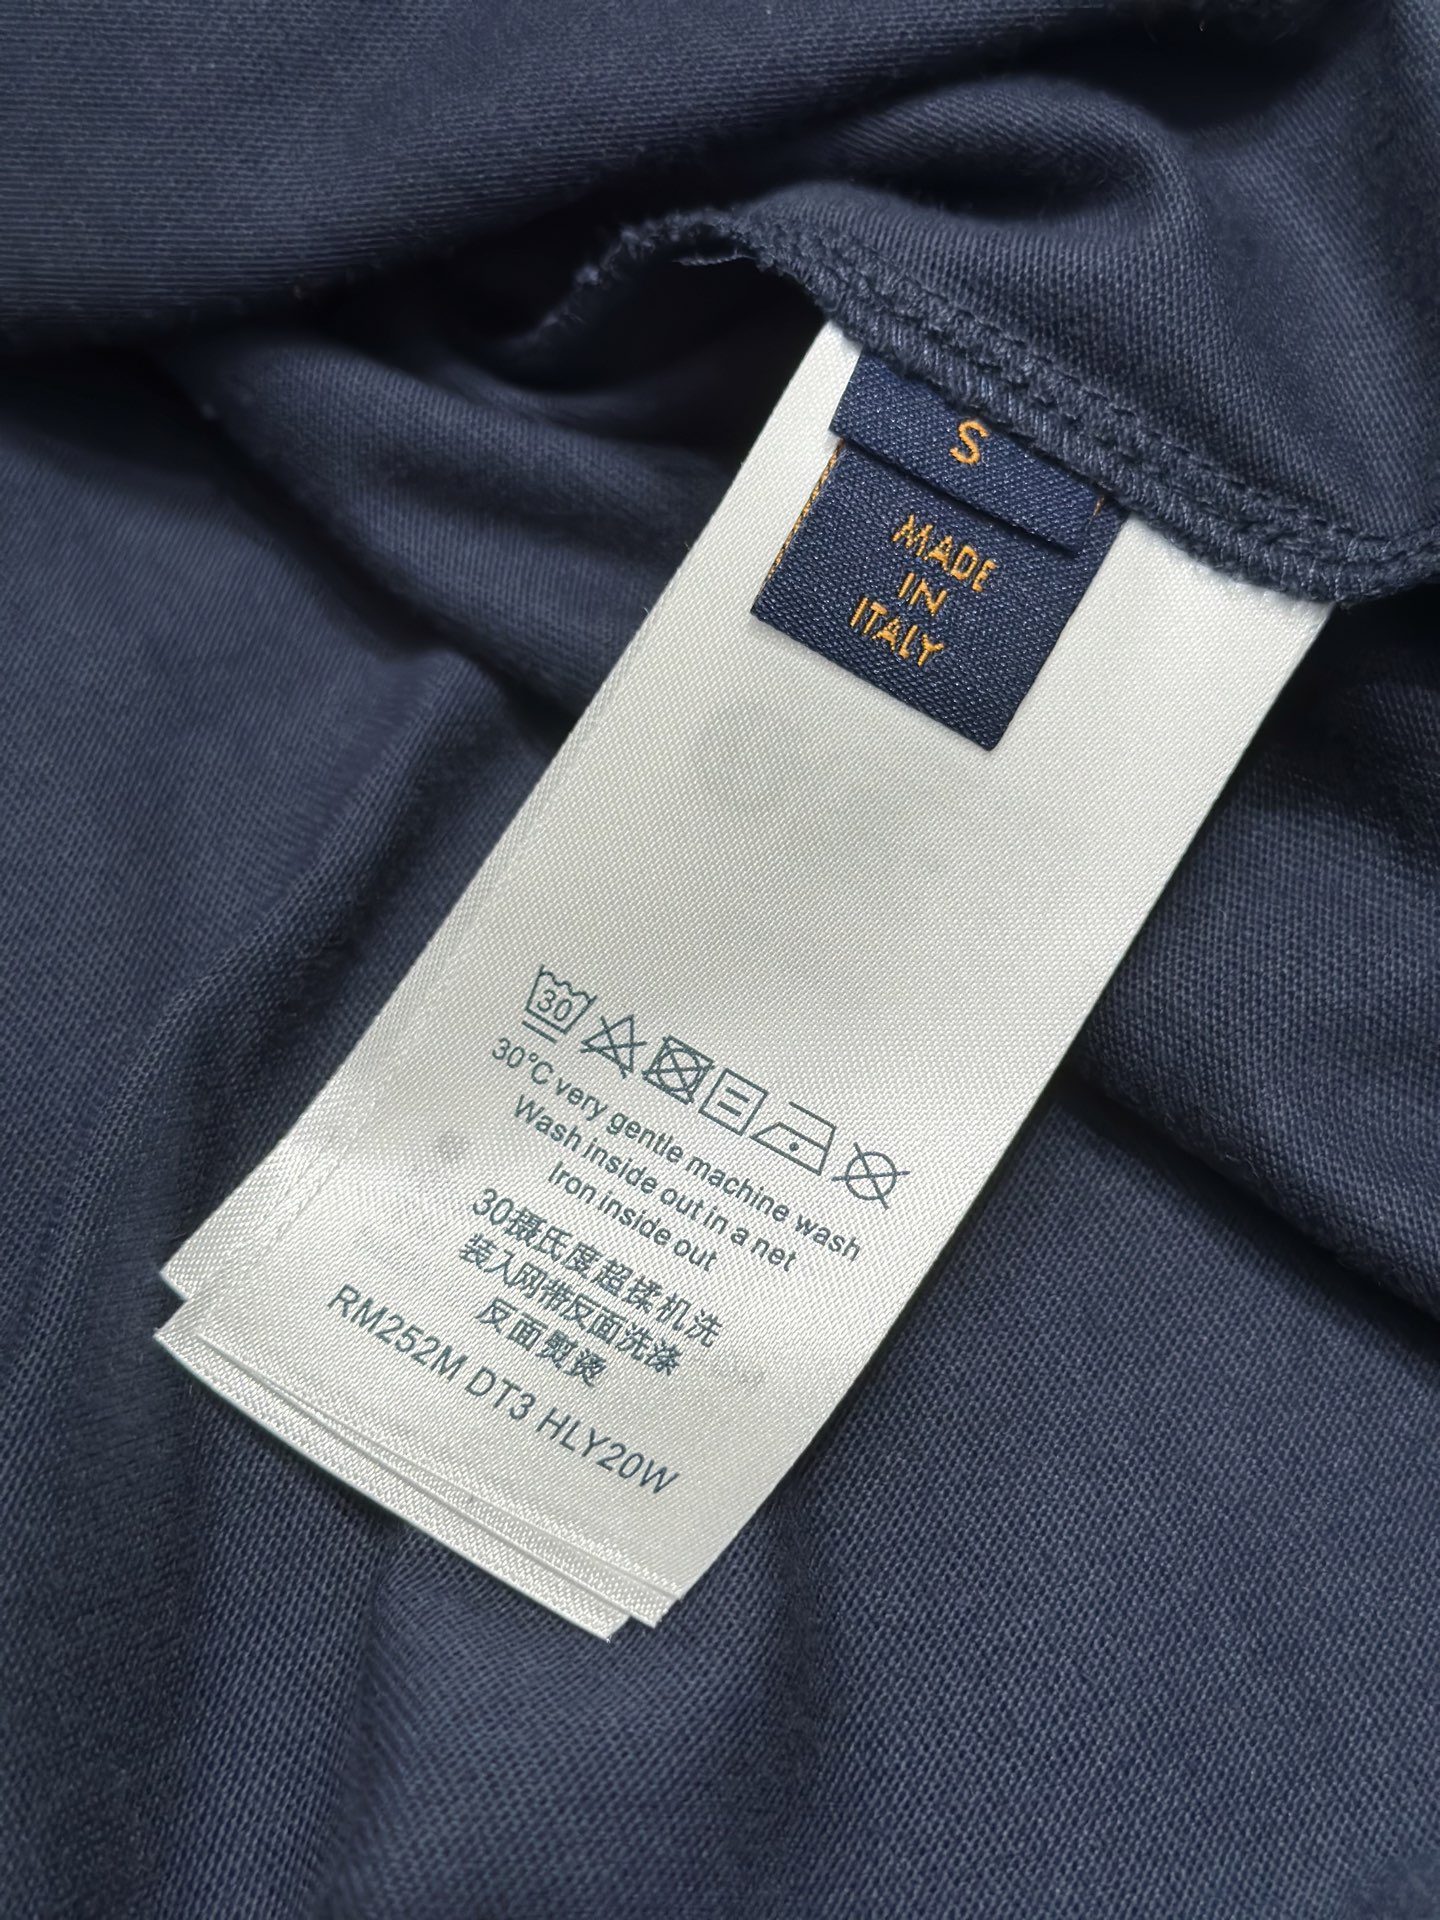 S
MADE
IN
ITALY
30
30°C very gentle machine wash
Wash inside out in a net
Iron inside out
30摄氏度超揉机洗
装入网带反面洗涤
反面熨烫
RM252M DT3 HLY20W